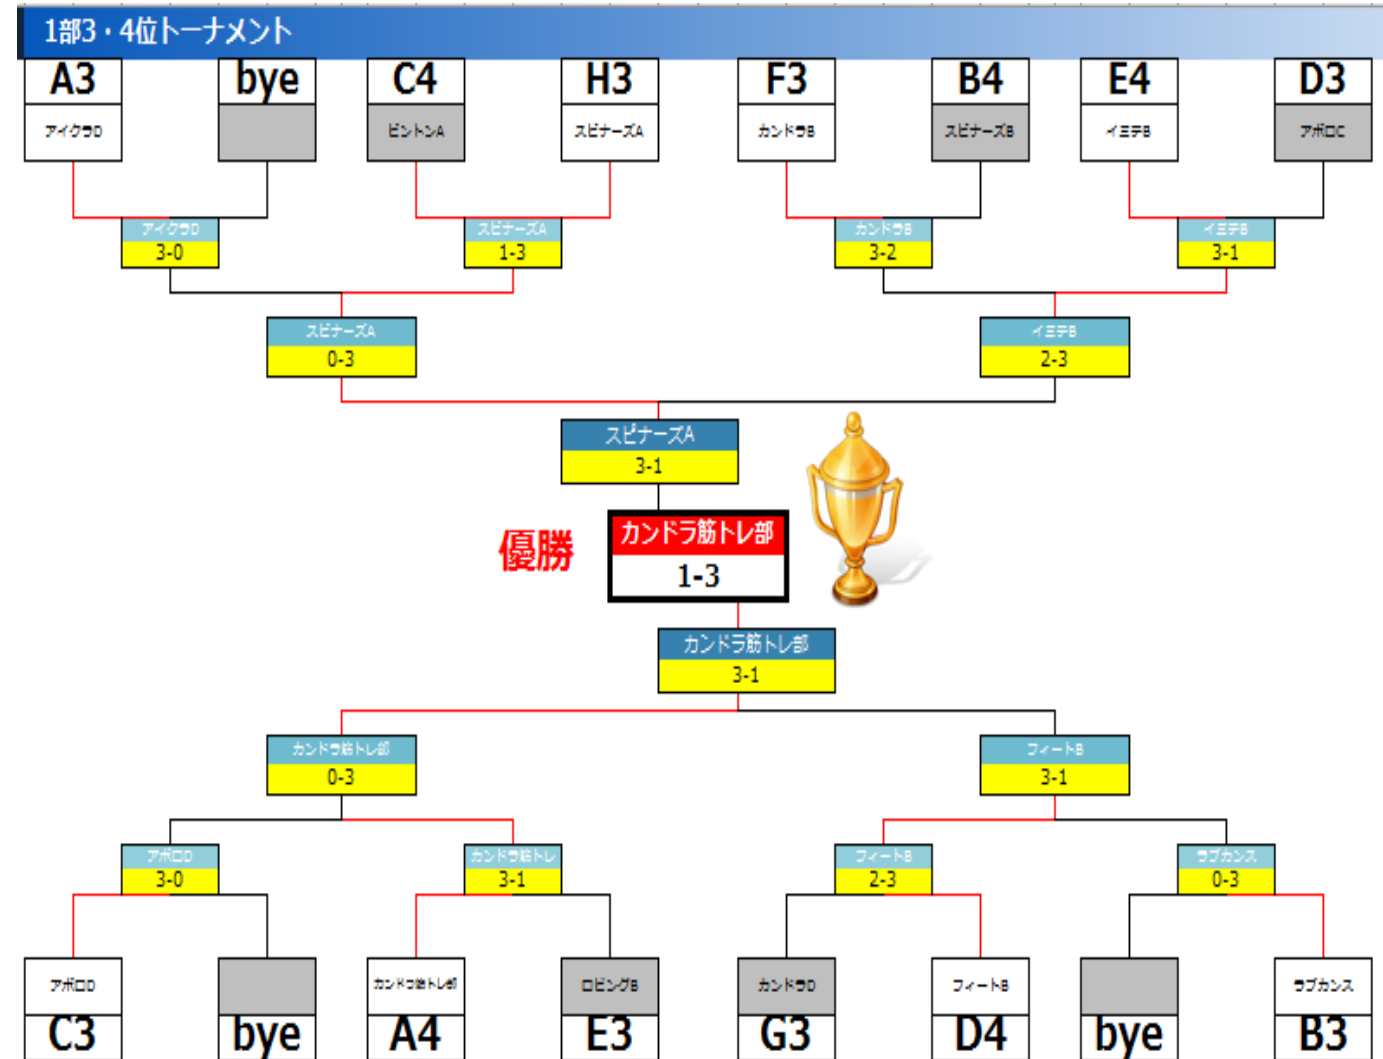 1部3・4位トーナメント
A3 bye C4 H3 F3 B4 E4 D3
アイクラD ピントンA スピナーズA カンドラB スピナーズB イミテB アポロC
アイクラD スピナーズA カンドラB イミテB
3-0 1-3 3-2 3-1
スピナーズA イミテB
0-3 2-3
スピナーズA
3-1
優勝 カンドラ筋トレ部
1-3
カンドラ筋トレ部
3-1
カンドラ筋トレ部 フィートB
0-3 3-1
アポロD カンドラ筋トレ フィートB ラブカンス
3-0 3-1 2-3 0-3
アポロD カンドラ筋トレ部 ロビングB カンドラD フィートB ラブカンス
C3 bye A4 E3 G3 D4 bye B3